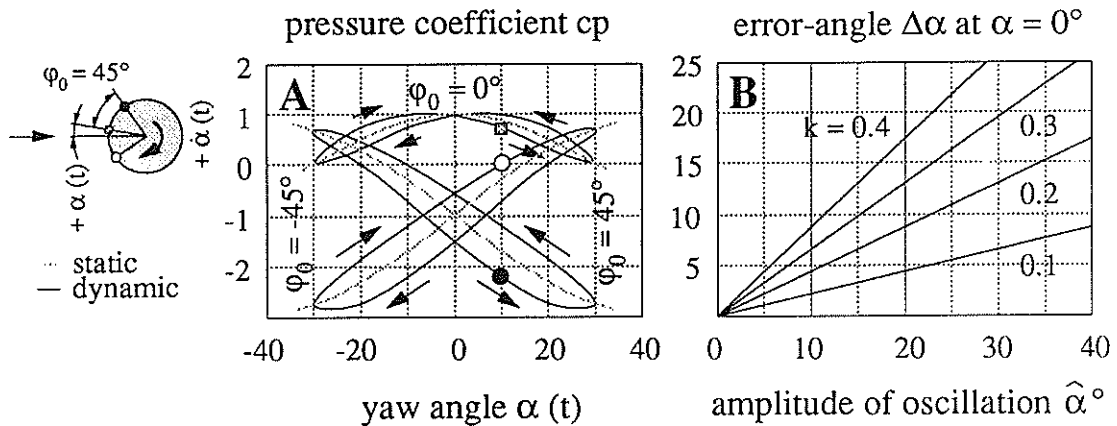 pressure coefficient cp
error-angle Δα at α = 0°
φ₀ = 45°
+ α (t)
+ α̇ (t)
static
dynamic
A
φ₀ = 0°
φ₀ = -45°
φ₀ = 45°
2
1
0
-1
-2
-40 -20 0 20 40
yaw angle α (t)
B
k = 0.4
0.3
0.2
0.1
25
20
15
10
5
0 10 20 30 40
amplitude of oscillation α̂°